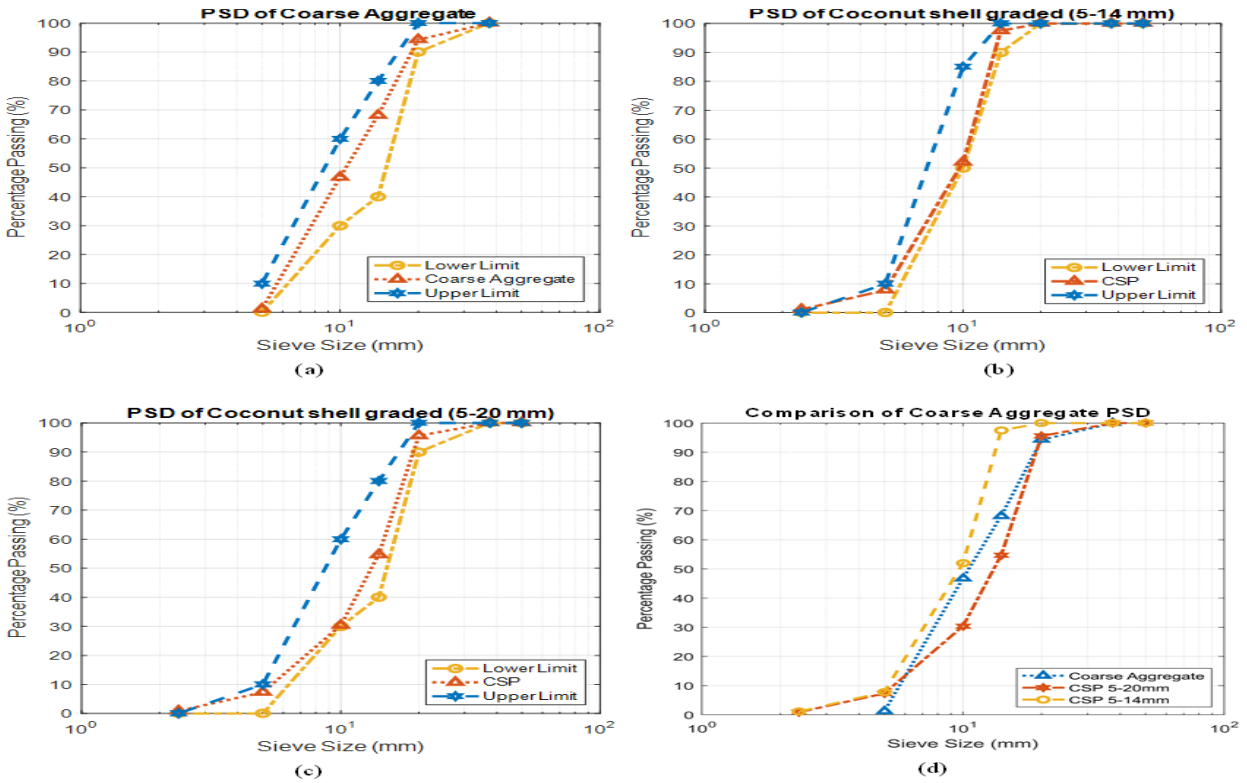 PSD of Coarse Aggregate
Percentage Passing (%)
100
90
80
70
60
50
40
30
20
10
0
Lower Limit
Coarse Aggregate
Upper Limit
10⁰
10¹
10²
Sieve Size (mm)
(a)
PSD of Coconut shell graded (5-14 mm)
Percentage Passing (%)
100
90
80
70
60
50
40
30
20
10
0
Lower Limit
CSP
Upper Limit
10⁰
10¹
10²
Sieve Size (mm)
(b)
PSD of Coconut shell graded (5-20 mm)
Percentage Passing (%)
100
90
80
70
60
50
40
30
20
10
0
Lower Limit
CSP
Upper Limit
10⁰
10¹
10²
Sieve Size (mm)
(c)
Comparison of Coarse Aggregate PSD
Percentage Passing (%)
100
90
80
70
60
50
40
30
20
10
0
Coarse Aggregate
CSP 5-20mm
CSP 5-14mm
10⁰
10¹
10²
Sieve Size (mm)
(d)